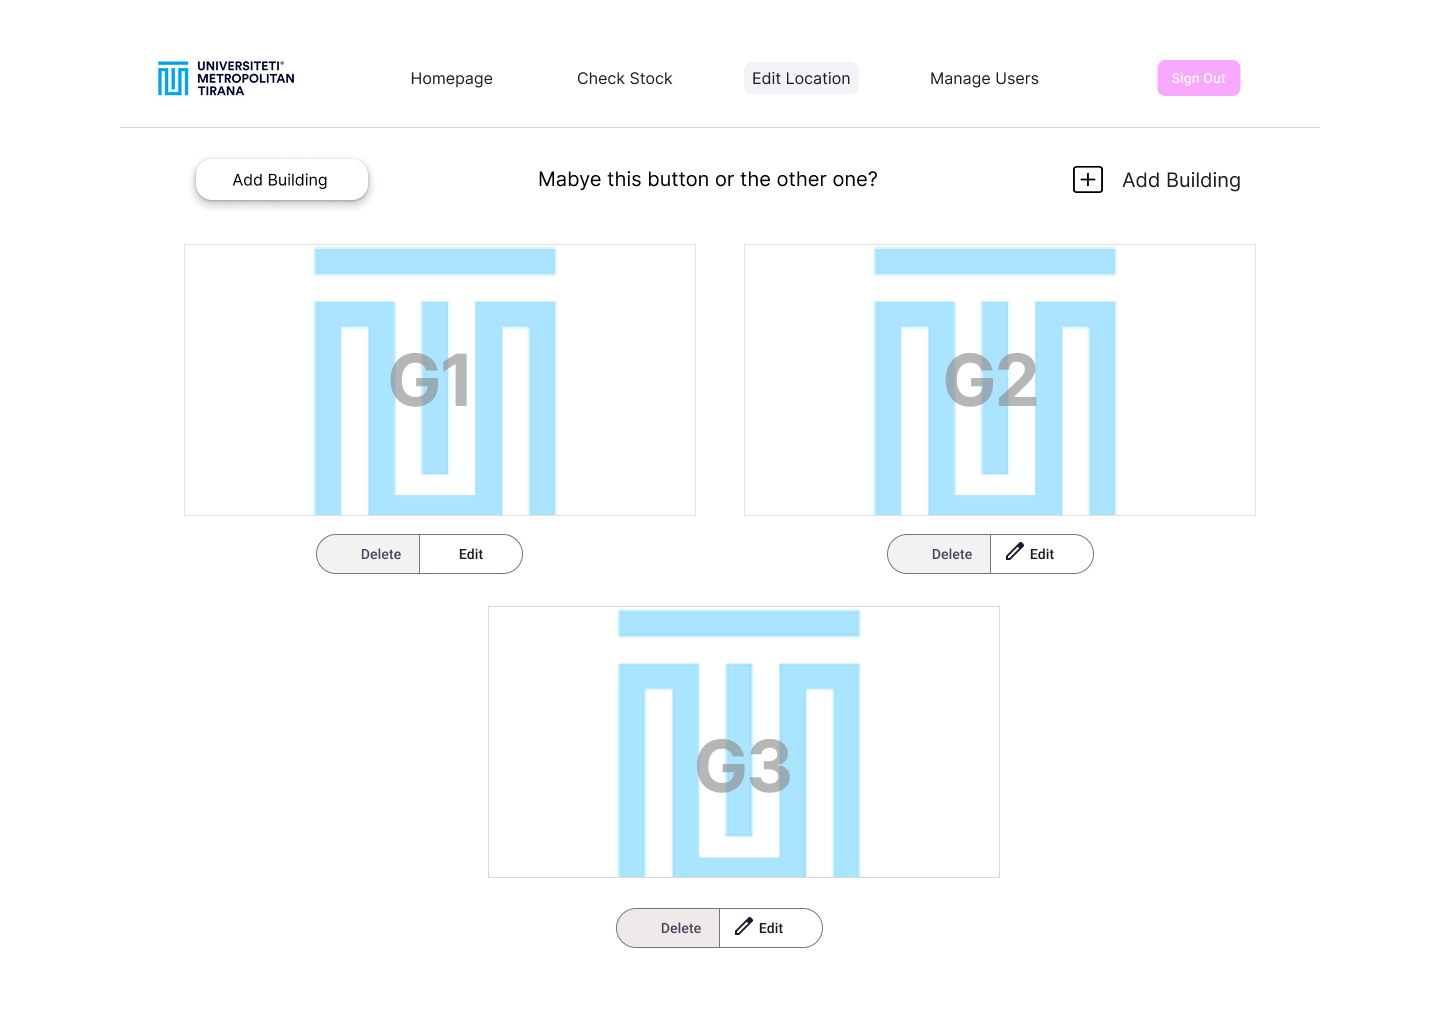 UNIVERSITETI®
METROPOLITAN
TIRANA
Homepage
Check Stock
Edit Location
Manage Users
Sign Out
Add Building
Mabye this button or the other one?
Add Building
G1
G2
Delete
Edit
Delete
Edit
G3
Delete
Edit